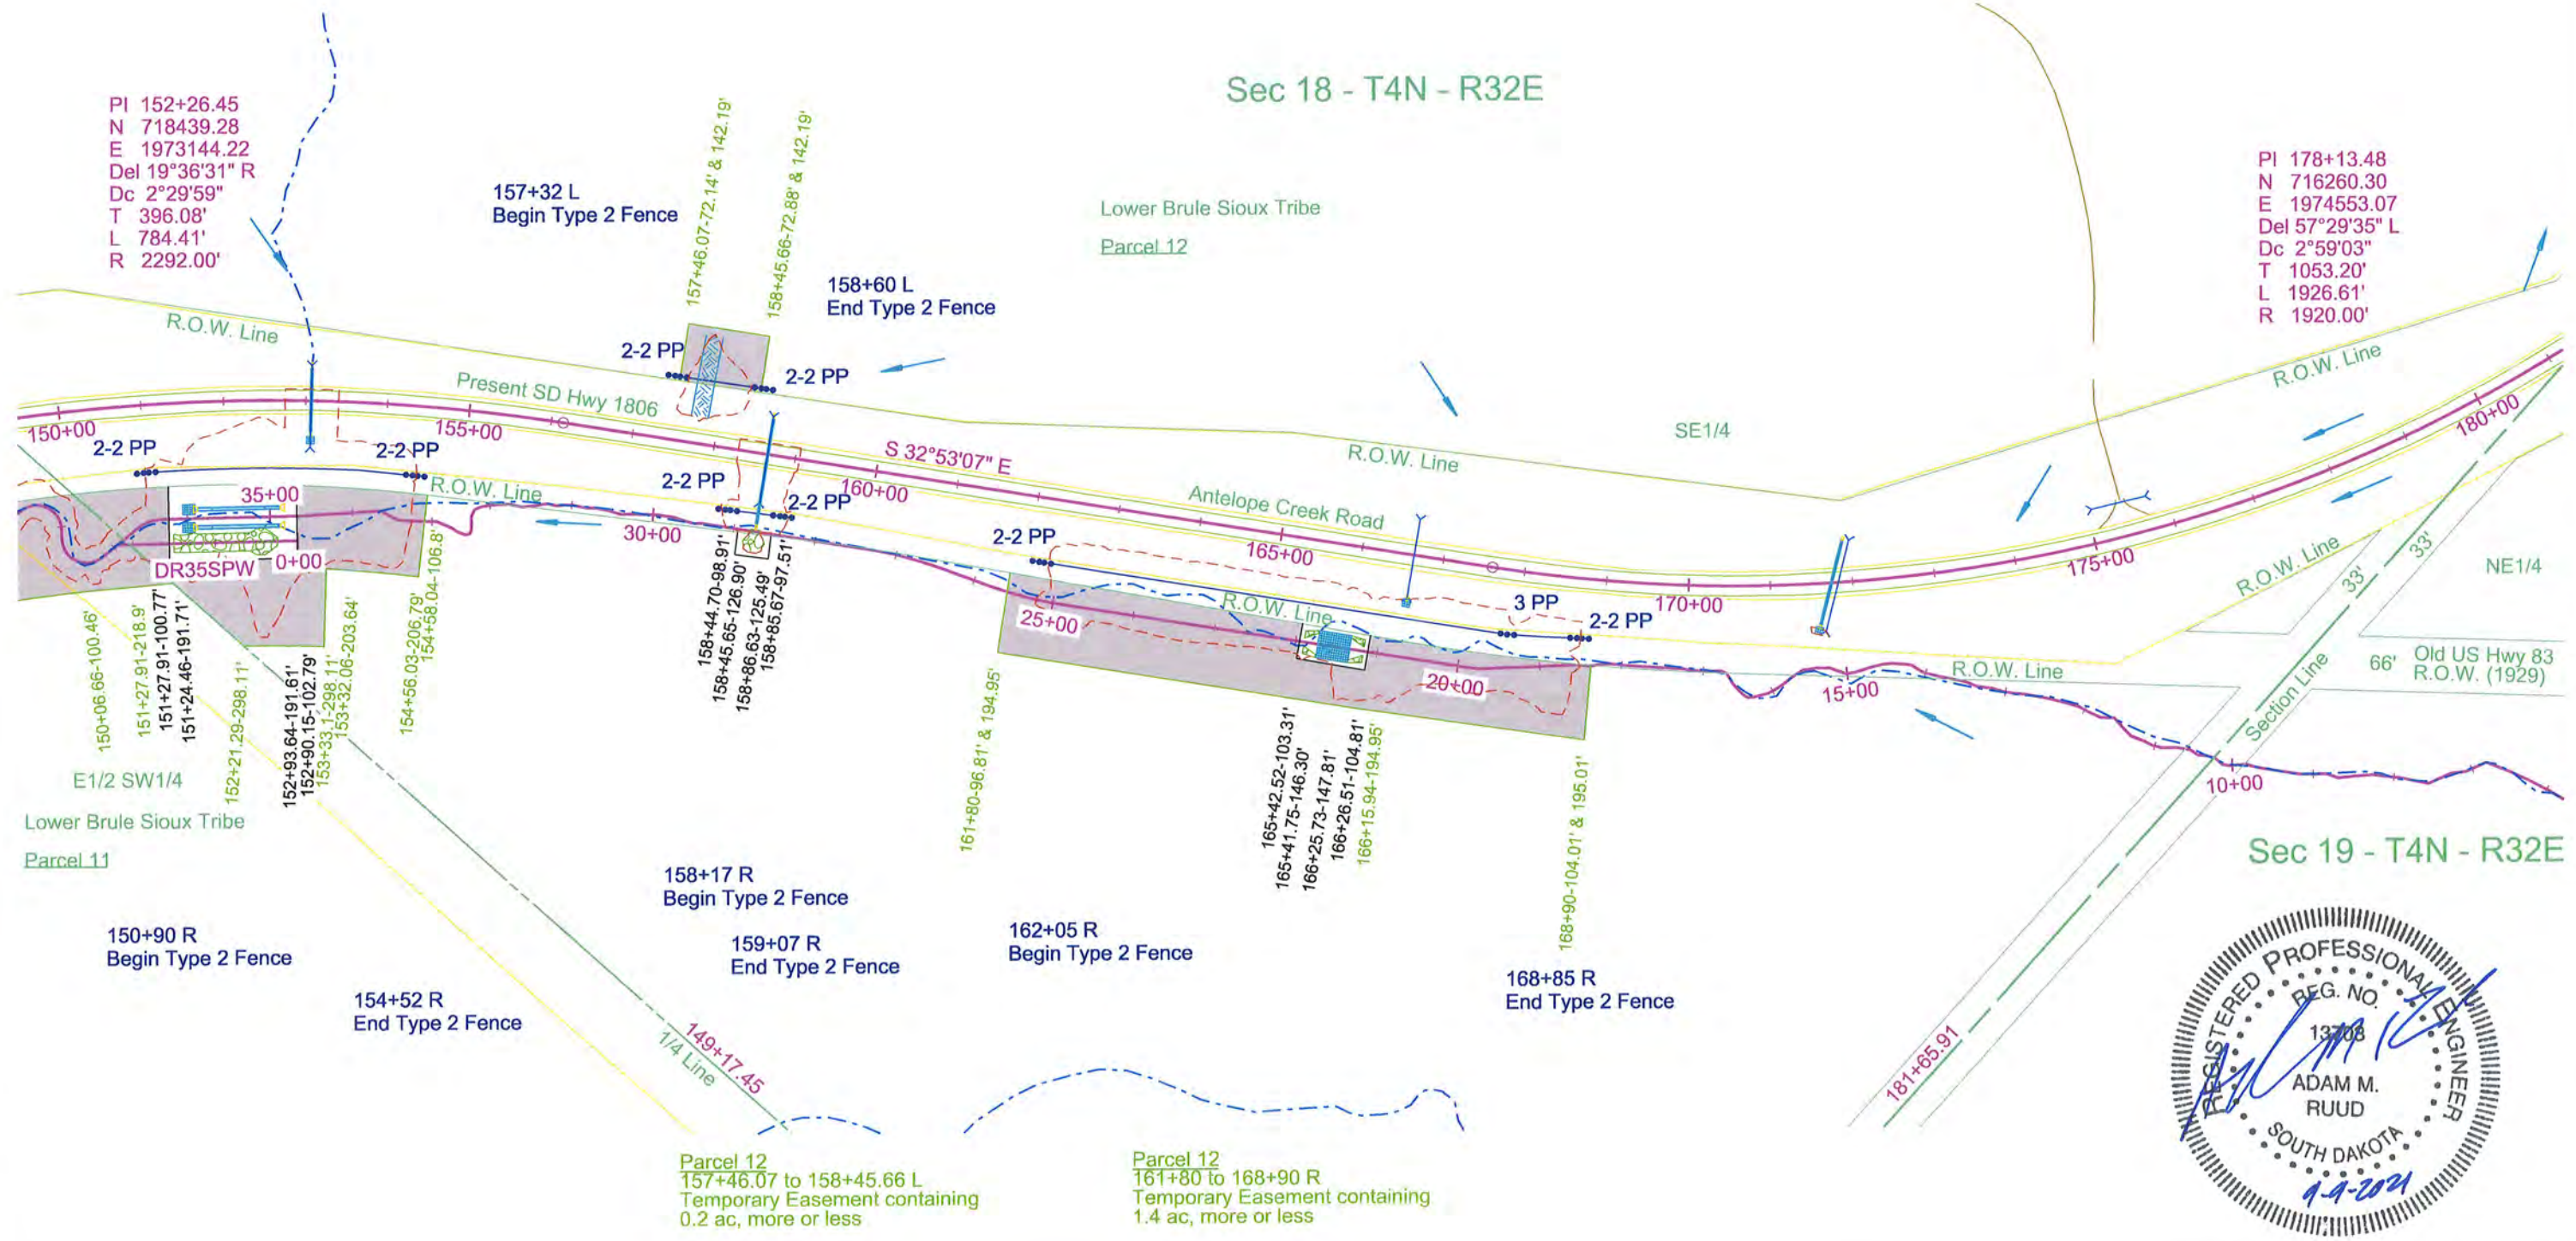 Sec 18 - T4N - R32E
PI 152+26.45
N 718439.28
E 1973144.22
Del 19°36'31" R
Dc 2°29'59"
T 396.08'
L 784.41'
R 2292.00'
157+32 L
Begin Type 2 Fence
157+46.07-72.14' & 142.19'
158+45.66-72.88' & 142.19'
158+60 L
End Type 2 Fence
Lower Brule Sioux Tribe
Parcel 12
PI 178+13.48
N 716260.30
E 1974553.07
Del 57°29'35" L
Dc 2°59'03"
T 1053.20'
L 1926.61'
R 1920.00'
R.O.W. Line
2-2 PP
2-2 PP
Present SD Hwy 1806
R.O.W. Line
R.O.W. Line
SE1/4
150+00
155+00
160+00
165+00
170+00
175+00
180+00
S 32°53'07" E
Antelope Creek Road
2-2 PP
2-2 PP
2-2 PP
2-2 PP
2-2 PP
3 PP
2-2 PP
R.O.W. Line
R.O.W. Line
R.O.W. Line
R.O.W. Line
35+00
30+00
25+00
20+00
15+00
10+00
DR35SPW
0+00
33'
33'
NE1/4
66'
Old US Hwy 83
R.O.W. (1929)
Section Line
150+06.66-100.46'
151+27.91-218.9'
151+27.91-100.77'
151+24.46-191.71'
152+21.29-298.11'
152+93.64-191.61'
152+90.15-102.79'
153+33.1-298.11'
153+32.06-203.64'
154+56.03-206.79'
154+58.04-106.8'
158+44.70-98.91'
158+45.65-126.90'
158+86.63-125.49'
158+85.67-97.51'
161+80-96.81' & 194.95'
165+42.52-103.31'
165+41.75-146.30'
166+25.73-147.81'
166+26.51-104.81'
166+15.94-194.95'
168+90-104.01' & 195.01'
E1/2 SW1/4
Lower Brule Sioux Tribe
Parcel 11
Sec 19 - T4N - R32E
150+90 R
Begin Type 2 Fence
154+52 R
End Type 2 Fence
158+17 R
Begin Type 2 Fence
159+07 R
End Type 2 Fence
162+05 R
Begin Type 2 Fence
168+85 R
End Type 2 Fence
149+17.45
1/4 Line
181+65.91
Parcel 12
157+46.07 to 158+45.66 L
Temporary Easement containing
0.2 ac, more or less
Parcel 12
161+80 to 168+90 R
Temporary Easement containing
1.4 ac, more or less
REGISTERED PROFESSIONAL ENGINEER
REG. NO.
ADAM M.
RUUD
SOUTH DAKOTA
9-9-2021